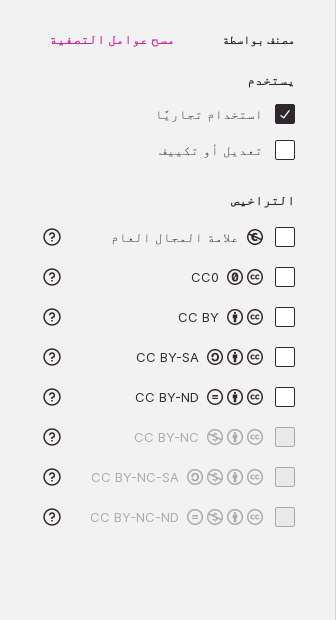 مصنف بواسطة مسح عوامل التصفية
يستخدم
استخدام تجاريًا
تعديل أو تكييف
التراخيص
علامة المجال العام
CC0
CC BY
CC BY-SA
CC BY-ND
CC BY-NC
CC BY-NC-SA
CC BY-NC-ND